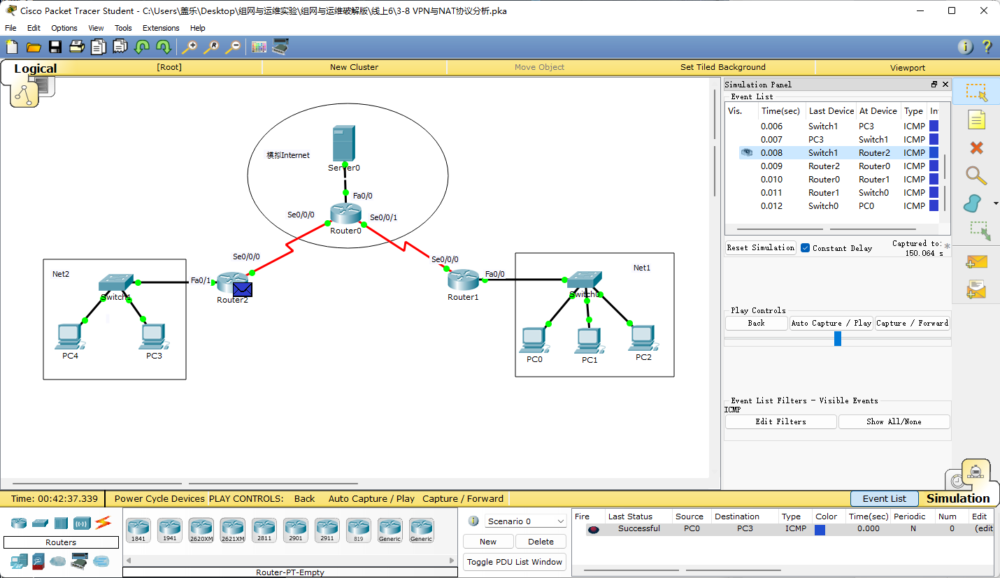 Cisco Packet Tracer Student - C:\Users\盖乐\Desktop\组网与运维实验\组网与运维破解版\线上6\3-8 VPN与NAT协议分析.pka
File Edit Options View Tools Extensions Help
Logical [Root] New Cluster Move Object Set Tiled Background Viewport
模拟Internet
Server0
Fa0/0
Se0/0/0
Se0/0/1
Router0
Se0/0/0
Se0/0/0
Net2
Fa0/1
Switch1
Router2
PC4
PC3
Router1
Fa0/0
Net1
Switch0
PC0
PC1
PC2
Simulation Panel
Event List
Vis. Time(sec) Last Device At Device Type In
0.006 Switch1 PC3 ICMP
0.007 PC3 Switch1 ICMP
0.008 Switch1 Router2 ICMP
0.009 Router2 Router0 ICMP
0.010 Router0 Router1 ICMP
0.011 Router1 Switch0 ICMP
0.012 Switch0 PC0 ICMP
Reset Simulation Constant Delay Captured to: *
150.064 s
Play Controls
Back Auto Capture / Play Capture / Forward
Event List Filters - Visible Events
ICMP
Edit Filters Show All/None
Time: 00:42:37.339 Power Cycle Devices PLAY CONTROLS: Back Auto Capture / Play Capture / Forward Event List Simulation
Routers
1841 1941 2620XM 2621XM 2811 2901 2911 819 Generic Generic
Router-PT-Empty
Scenario 0
New Delete
Toggle PDU List Window
Fire Last Status Source Destination Type Color Time(sec) Periodic Num Edit
Successful PC0 PC3 ICMP 0.000 N 0 (edit